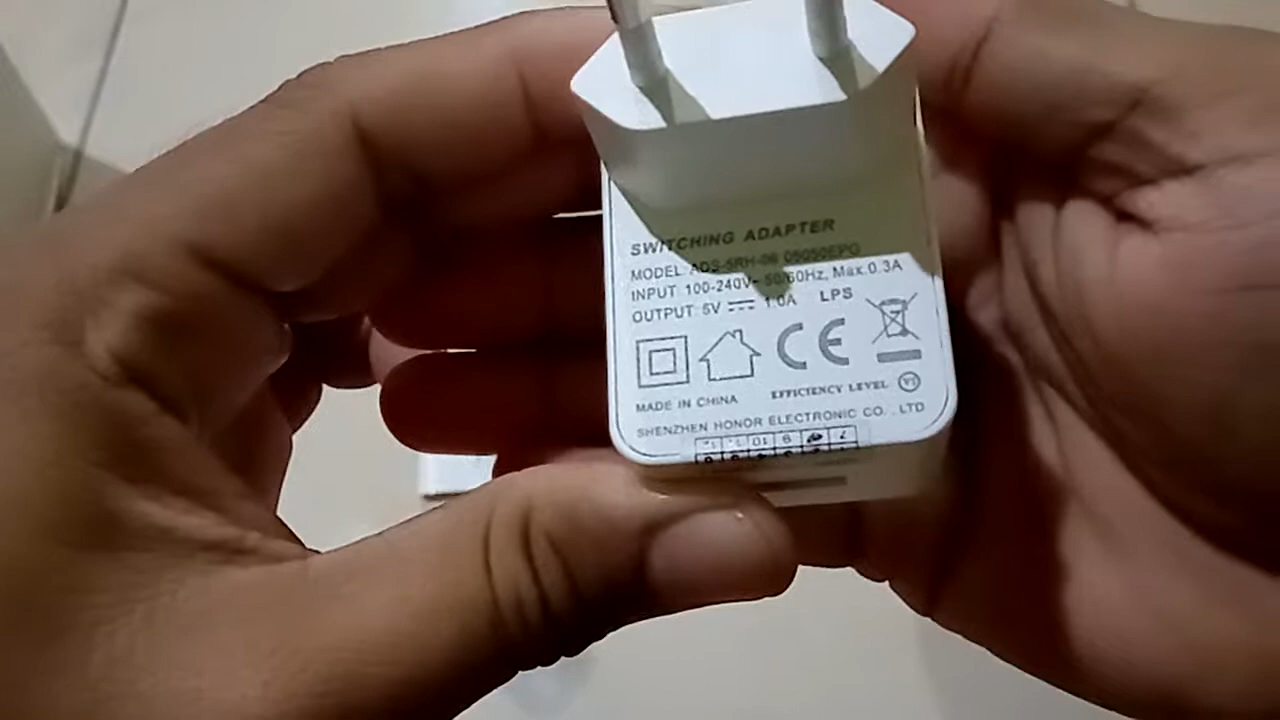 SWITCHING ADAPTER
MODEL: ADS-5RH-06 05050EPG
INPUT: 100-240V~ 50/60Hz, Max.0.3A
OUTPUT: 5V ⎓ 1.0A LPS
CE
MADE IN CHINA EFFICIENCY LEVEL VI
SHENZHEN HONOR ELECTRONIC CO.,LTD